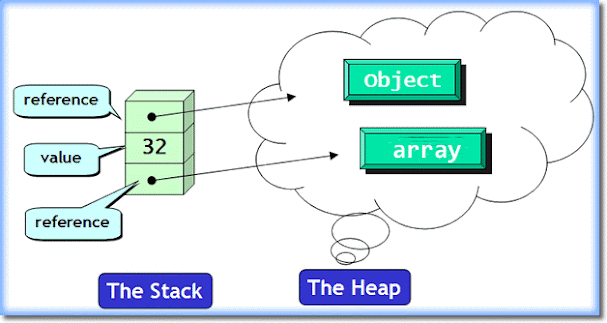 Object
reference
32
array
value
reference
The Stack
The Heap